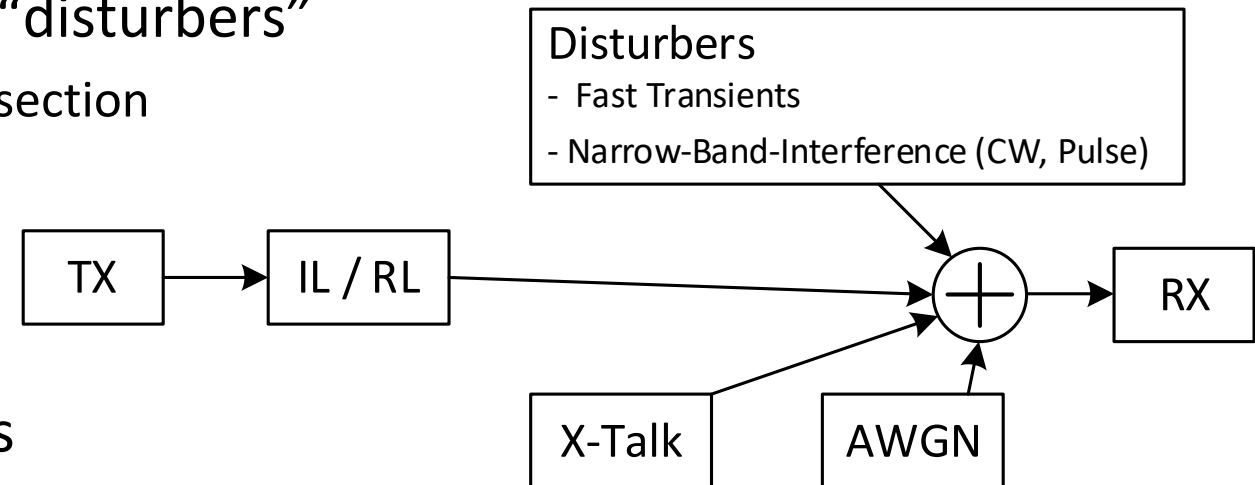 “disturbers”
section
Disturbers
- Fast Transients
- Narrow-Band-Interference (CW, Pulse)
TX
IL / RL
RX
s
X-Talk
AWGN